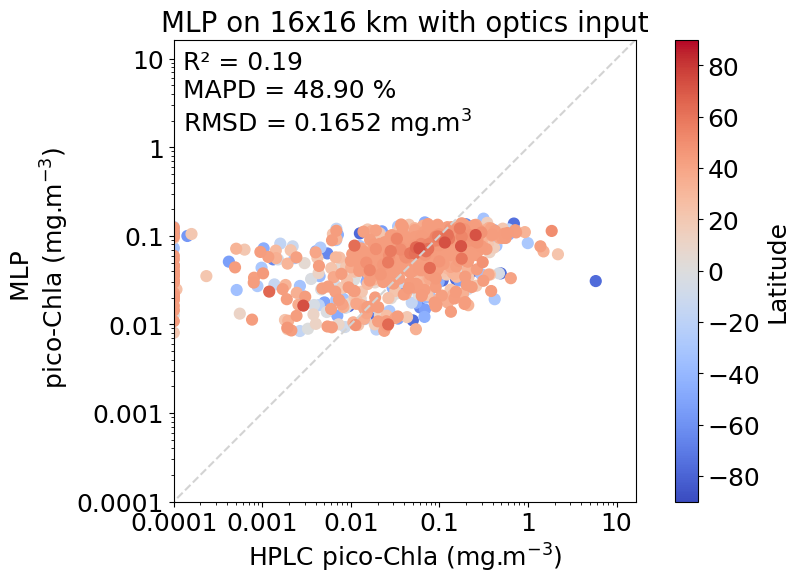 MLP on 16x16 km with optics input
R² = 0.19
MAPD = 48.90 %
RMSD = 0.1652 mg.m³
10
1
0.1
0.01
0.001
0.0001
MLP
pico-Chla (mg.m⁻³)
0.0001 0.001 0.01 0.1 1 10
HPLC pico-Chla (mg.m⁻³)
80
60
40
20
0
−20
−40
−60
−80
Latitude